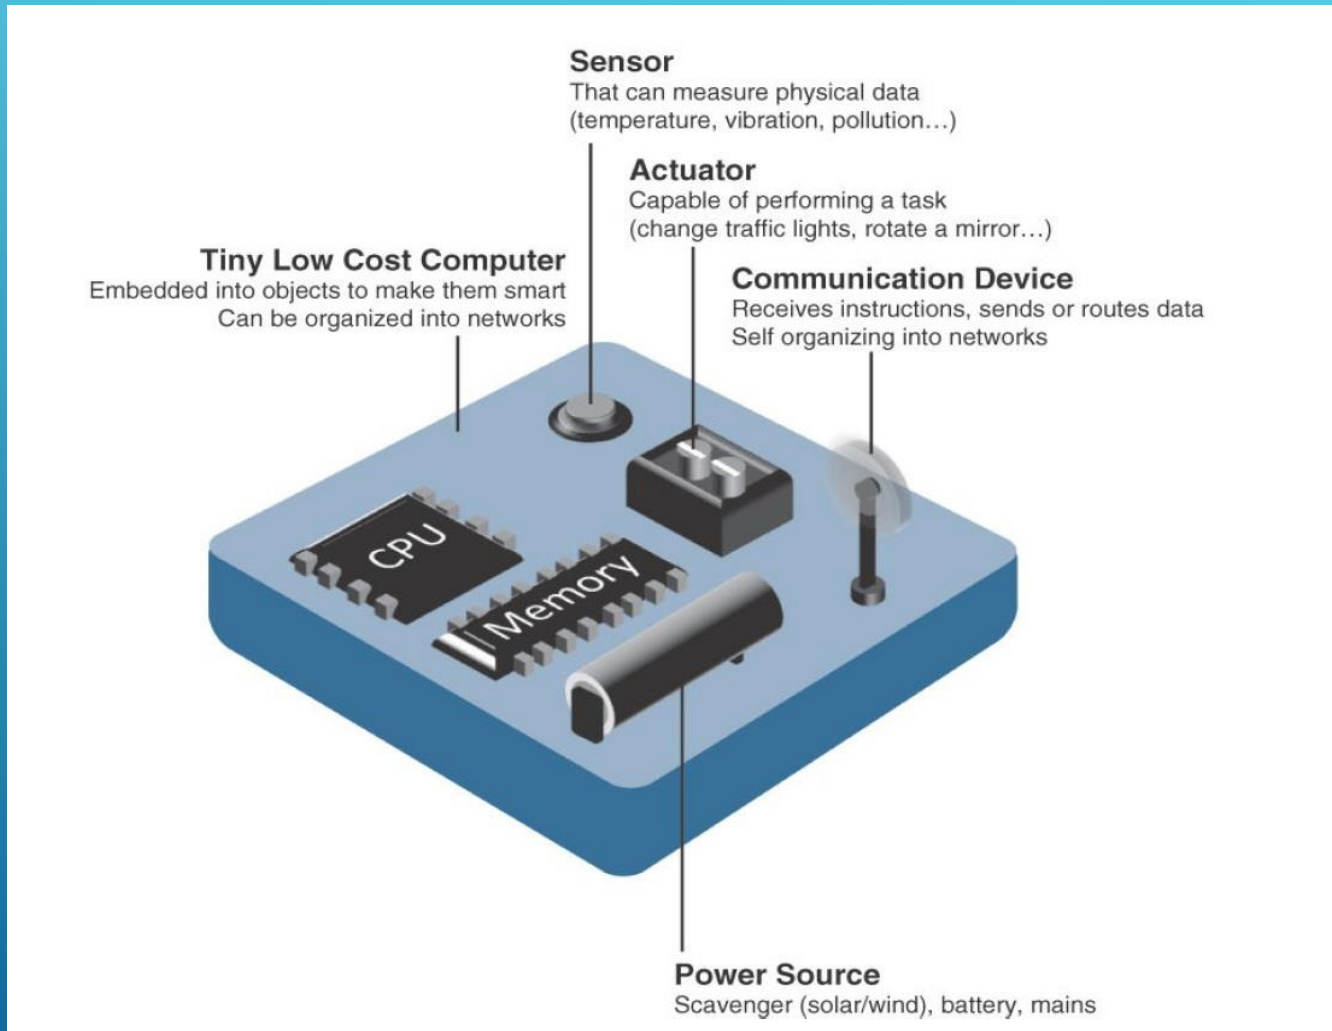 Sensor
That can measure physical data
(temperature, vibration, pollution…)
Actuator
Capable of performing a task
(change traffic lights, rotate a mirror…)
Tiny Low Cost Computer
Embedded into objects to make them smart
Can be organized into networks
Communication Device
Receives instructions, sends or routes data
Self organizing into networks
CPU
Memory
Power Source
Scavenger (solar/wind), battery, mains